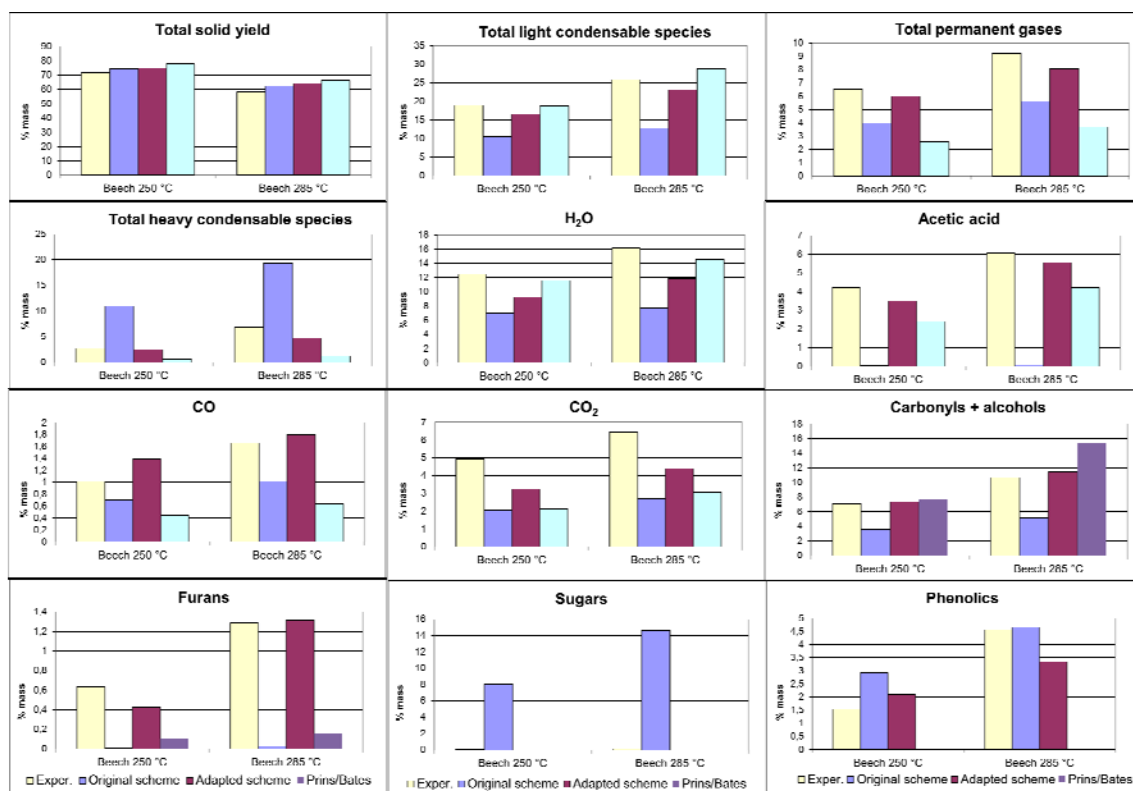 Total solid yield
90
80
70
60
50
40
30
20
10
0
% mass
Beech 250 °C
Beech 285 °C
Total light condensable species
35
30
25
20
15
10
5
0
% mass
Beech 250 °C
Beech 285 °C
Total permanent gases
10
9
8
7
6
5
4
3
2
1
0
% mass
Beech 250 °C
Beech 285 °C
Total heavy condensable species
25
20
15
10
5
0
% mass
Beech 250 °C
Beech 285 °C
H₂O
18
16
14
12
10
8
6
4
2
0
% mass
Beech 250 °C
Beech 285 °C
Acetic acid
7
6
5
4
3
2
1
0
% mass
Beech 250 °C
Beech 285 °C
CO
2
1,8
1,6
1,4
1,2
1
0,8
0,6
0,4
0,2
0
% mass
Beech 250 °C
Beech 285 °C
CO₂
7
6
5
4
3
2
1
0
% mass
Beech 250 °C
Beech 285 °C
Carbonyls + alcohols
18
16
14
12
10
8
6
4
2
0
% mass
Beech 250 °C
Beech 285 °C
Furans
1,4
1,2
1
0,8
0,6
0,4
0,2
0
% mass
Beech 250 °C
Beech 285 °C
Exper. Original scheme Adapted scheme Prins/Bates
Sugars
16
14
12
10
8
6
4
2
0
% mass
Beech 250 °C
Beech 285 °C
Exper. Original scheme Adapted scheme Prins/Bates
Phenolics
5
4,5
4
3,5
3
2,5
2
1,5
1
0,5
0
% mass
Beech 250 °C
Beech 285 °C
Exper. Original scheme Adapted scheme Prins/Bates